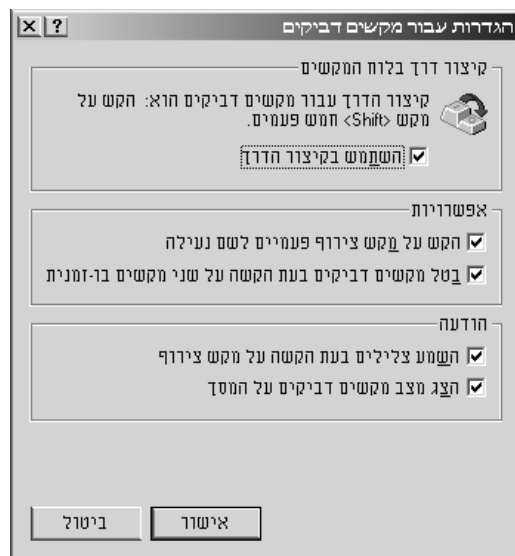 הגדרות עבור מקשים דביקים
קיצור דרך בלוח המקשים
קיצור הדרך עבור מקשים דביקים הוא: הקש על
מקש <Shift> חמש פעמים.
השתמש בקיצור הדרך
אפשרויות
הקש על מקש צירוף פעמיים לשם נעילה
בטל מקשים דביקים בעת הקשה על שני מקשים בו-זמנית
הודעה
השמע צלילים בעת הקשה על מקש צירוף
הצג מצב מקשים דביקים על המסך
אישור
ביטול